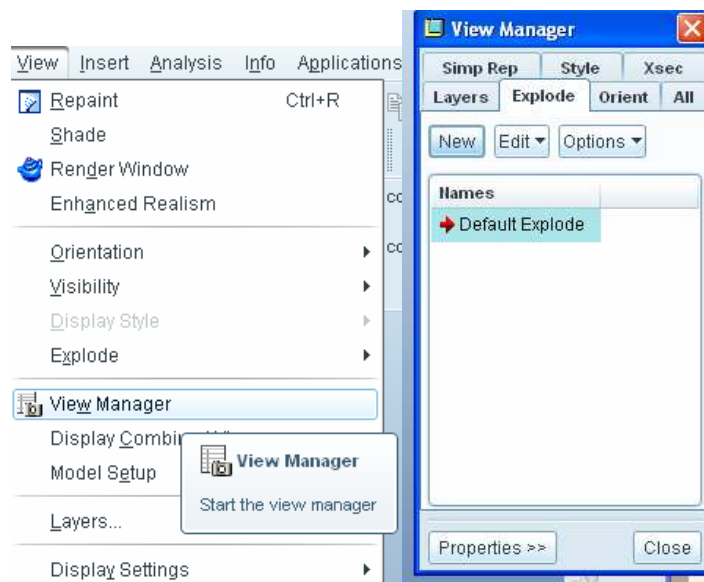 View Insert Analysis Info Applications
Repaint Ctrl+R
Shade
Render Window
Enhanced Realism
Orientation
Visibility
Display Style
Explode
View Manager
Display
Model Setup
Layers...
Display Settings
View Manager
Start the view manager
View Manager
Simp Rep Style Xsec
Layers Explode Orient All
New Edit Options
Names
Default Explode
Properties >> Close